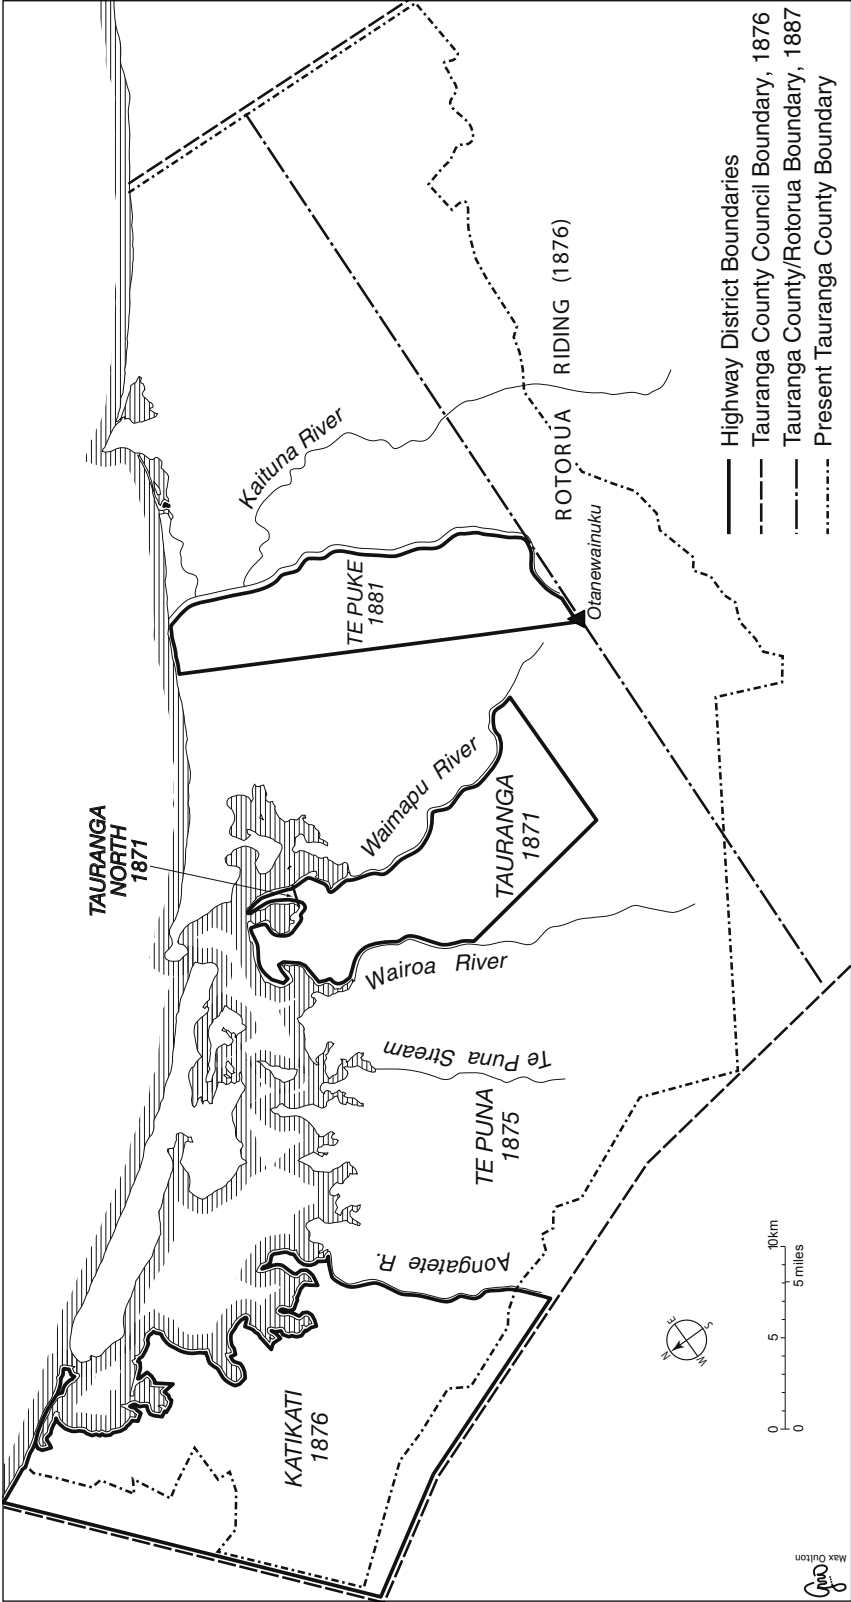 TAURANGA
NORTH
1871
Kaituna River
TE PUKE
1881
ROTORUA RIDING (1876)
Otanewainuku
Waimapu River
TAURANGA
1871
Wairoa River
Te Puna Stream
TE PUNA
1875
Aongatete R.
KATIKATI
1876
N
E
S
W
0 5 10km
0 5 miles
Highway District Boundaries
Tauranga County Council Boundary, 1876
Tauranga County/Rotorua Boundary, 1887
Present Tauranga County Boundary
Max Oulton